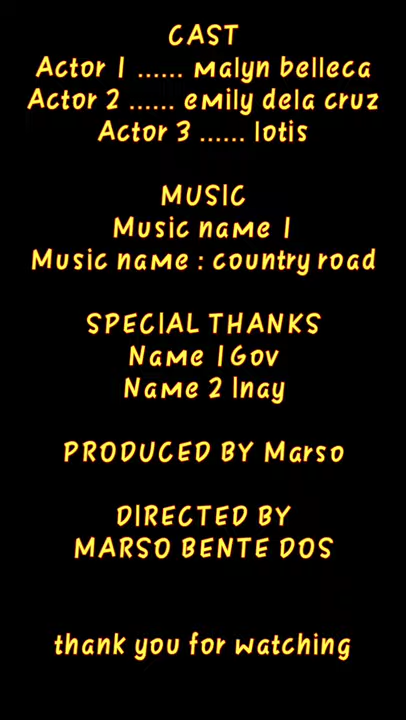 CAST
Actor 1 ...... Malyn belleca
Actor 2 ...... emily dela cruz
Actor 3 ...... lotis
MUSIC
Music name 1
Music name : country road
SPECIAL THANKS
Name 1 Gov
Name 2 Inay
PRODUCED BY Marso
DIRECTED BY
MARSO BENTE DOS
thank you for watching